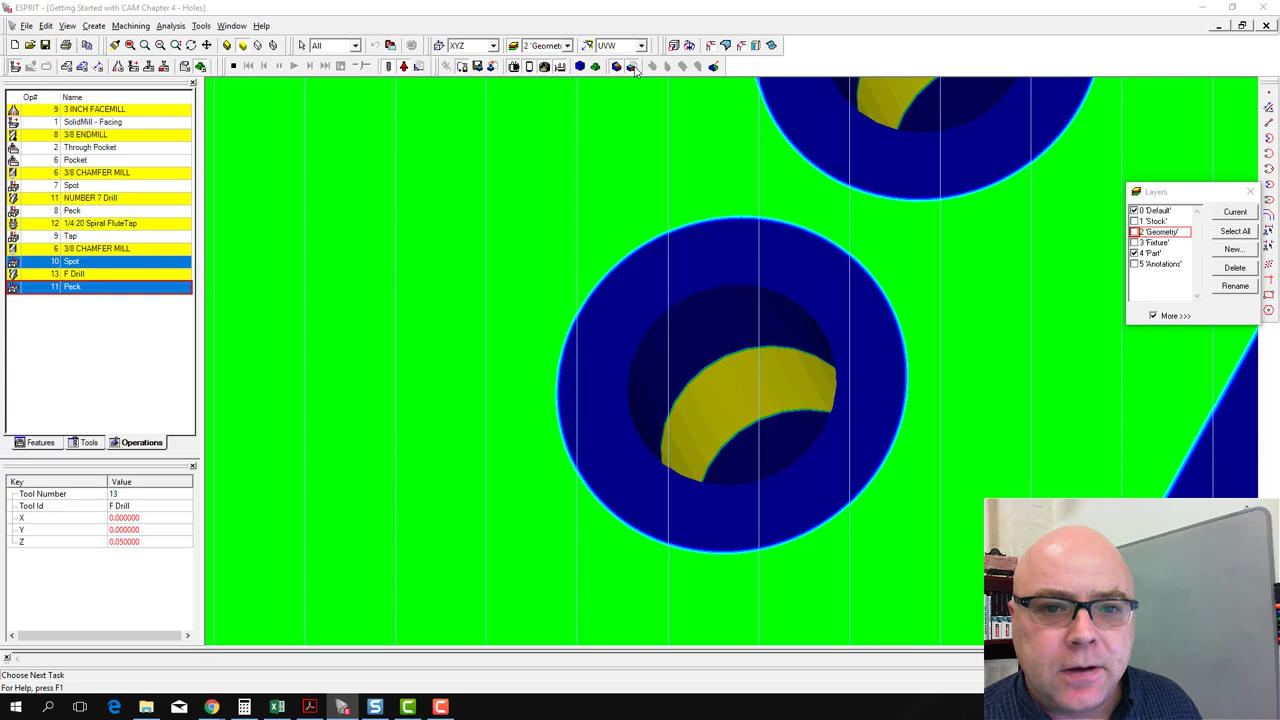 ESPRIT - [Getting Started with CAM Chapter 4 - Holes]
File Edit View Create Machining Analysis Tools Window Help
All XYZ 2 'Geometr UVW
Op# Name
9 3 INCH FACEMILL
1 SolidMill - Facing
8 3/8 ENDMILL
2 Through Pocket
6 Pocket
6 3/8 CHAMFER MILL
7 Spot
11 NUMBER 7 Drill
8 Peck
12 1/4 20 Spiral FluteTap
9 Tap
6 3/8 CHAMFER MILL
10 Spot
13 F Drill
11 Peck
Features Tools Operations
Key Value
Tool Number 13
Tool Id F Drill
X 0.000000
Y 0.000000
Z 0.050000
Layers
0 'Default'
1 'Stock'
2 'Geometry'
3 'Fixture'
4 'Part'
5 'Anotations'
Current
Select All
New...
Delete
Rename
More >>>
Choose Next Task
For Help, press F1